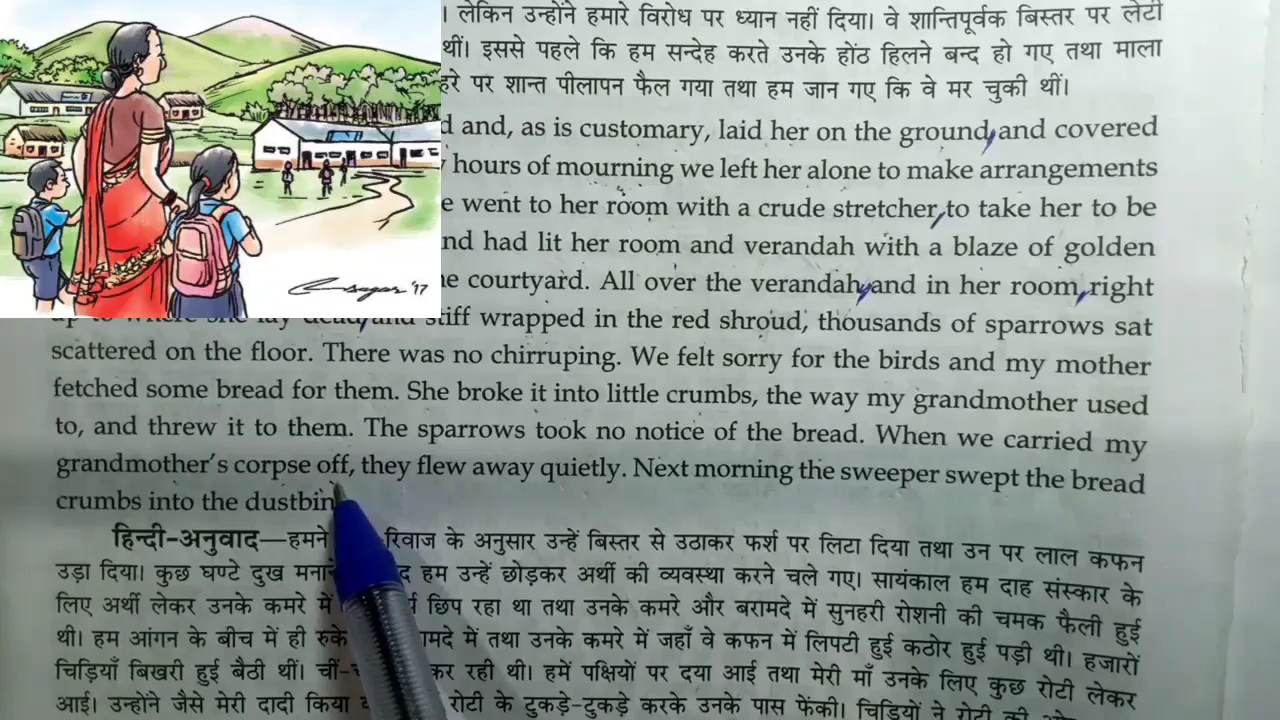 । लेकिन उन्होंने हमारे विरोध पर ध्यान नहीं दिया। वे शान्तिपूर्वक बिस्तर पर लेटी
थीं। इससे पहले कि हम सन्देह करते उनके होंठ हिलने बन्द हो गए तथा माला
हरे पर शान्त पीलापन फैल गया तथा हम जान गए कि वे मर चुकी थीं।
d and, as is customary, laid her on the ground, and covered
hours of mourning we left her alone to make arrangements
e went to her room with a crude stretcher, to take her to be
nd had lit her room and verandah with a blaze of golden
he courtyard. All over the verandah, and in her room, right
up to where she lay dead, and stiff wrapped in the red shroud, thousands of sparrows sat
scattered on the floor. There was no chirruping. We felt sorry for the birds and my mother
fetched some bread for them. She broke it into little crumbs, the way my grandmother used
to, and threw it to them. The sparrows took no notice of the bread. When we carried my
grandmother's corpse off, they flew away quietly. Next morning the sweeper swept the bread
crumbs into the dustbin
हिन्दी-अनुवाद—हमने रिवाज के अनुसार उन्हें बिस्तर से उठाकर फर्श पर लिटा दिया तथा उन पर लाल कफन
उड़ा दिया। कुछ घण्टे दुख मनाने द हम उन्हें छोड़कर अर्थी की व्यवस्था करने चले गए। सायंकाल हम दाह संस्कार के
लिए अर्थी लेकर उनके कमरे में र्य छिप रहा था तथा उनके कमरे और बरामदे में सुनहरी रोशनी की चमक फैली हुई
थी। हम आंगन के बीच में ही रुके मदे में तथा उनके कमरे में जहाँ वे कफन में लिपटी हुई कठोर हुई पड़ी थी। हजारों
चिड़ियाँ बिखरी हुई बैठी थीं। चीं-च कर रही थी। हमें पक्षियों पर दया आई तथा मेरी माँ उनके लिए कुछ रोटी लेकर
आई। उन्होंने जैसे मेरी दादी किया रोटी के टुकड़े-टुकड़े करके उनके पास फेंकी। चिड़ियों ने रोटी की